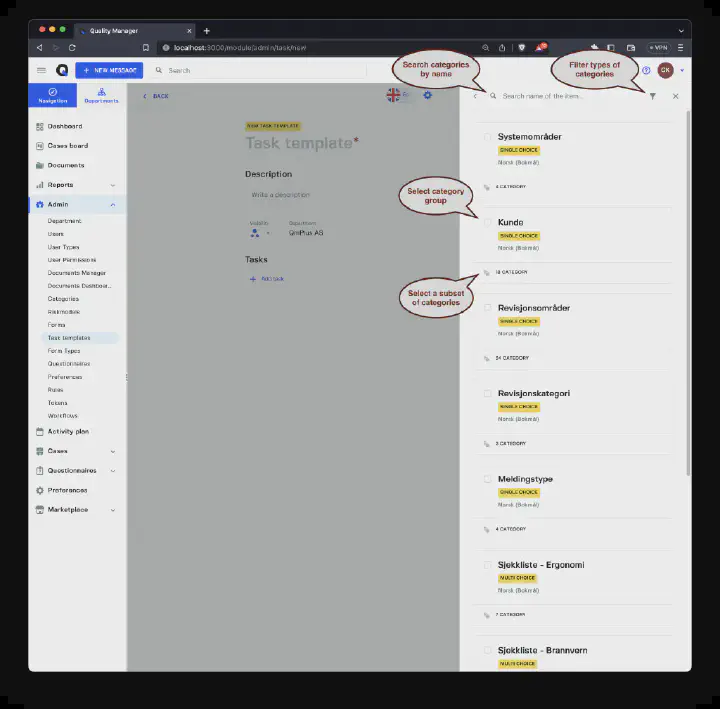 Quality Manager
localhost:3000/module/admin/task/new
VPN
NEW MESSAGE
Search
CK
Navigation
Departments
Dashboard
Cases board
Documents
Reports
Admin
Department
Users
User Types
User Permissions
Documents Manager
Documents Dashboar...
Categories
Riskmodule
Forms
Task templates
Form Types
Questionnaires
Preferences
Roles
Tokens
Workflows
Activity plan
Cases
Questionnaires
Preferences
Marketplace
BACK
NEW TASK TEMPLATE
Task template*
Description
Write a description
Visibility
Department
QmPlus AS
Tasks
Add task
Search categories
by name
Filter types of
categories
Select category
group
Select a subset
of categories
Search name of the item...
Systemområder
SINGLE CHOICE
Norsk (Bokmål)
4 CATEGORY
Kunde
SINGLE CHOICE
Norsk (Bokmål)
10 CATEGORY
Revisjonsområder
SINGLE CHOICE
Norsk (Bokmål)
24 CATEGORY
Revisjonskategori
SINGLE CHOICE
Norsk (Bokmål)
3 CATEGORY
Meldingstype
SINGLE CHOICE
Norsk (Bokmål)
4 CATEGORY
Sjekkliste - Ergonomi
MULTI CHOICE
Norsk (Bokmål)
7 CATEGORY
Sjekkliste - Brannvern
MULTI CHOICE